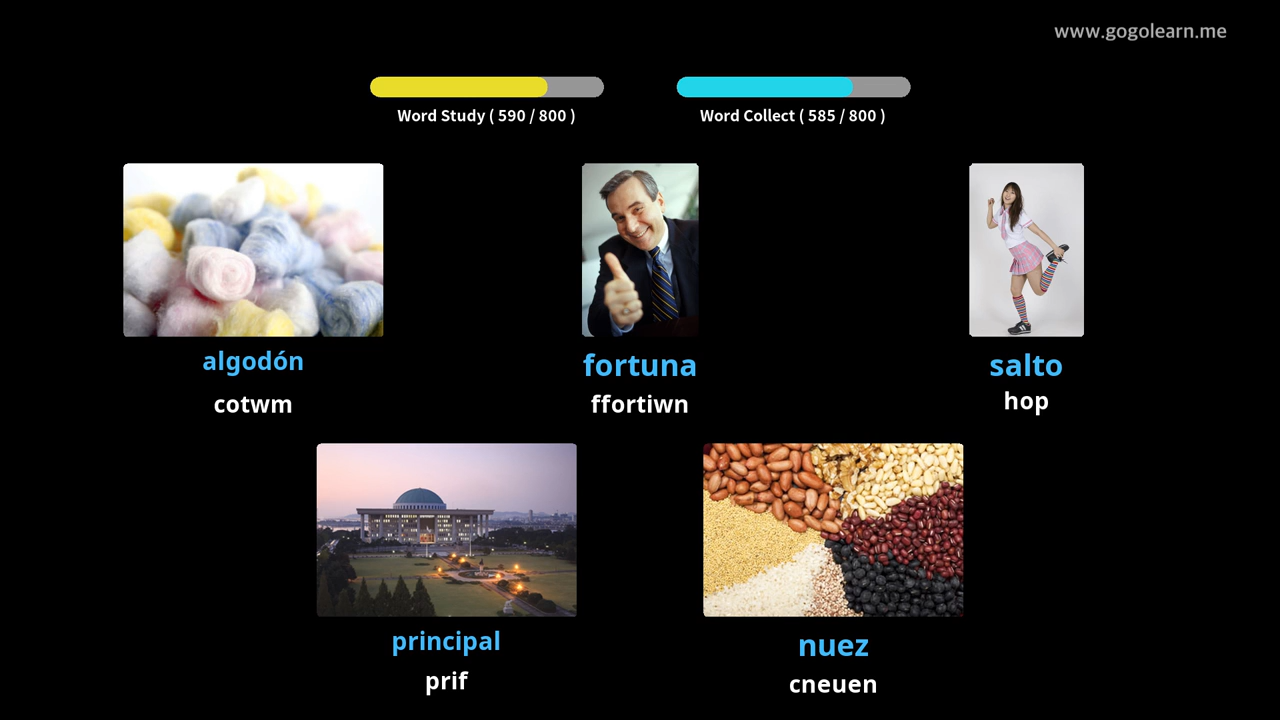 www.gogolearn.me
Word Study ( 590 / 800 )
Word Collect ( 585 / 800 )
algodón
cotwm
fortuna
ffortiwn
salto
hop
principal
prif
nuez
cneuen